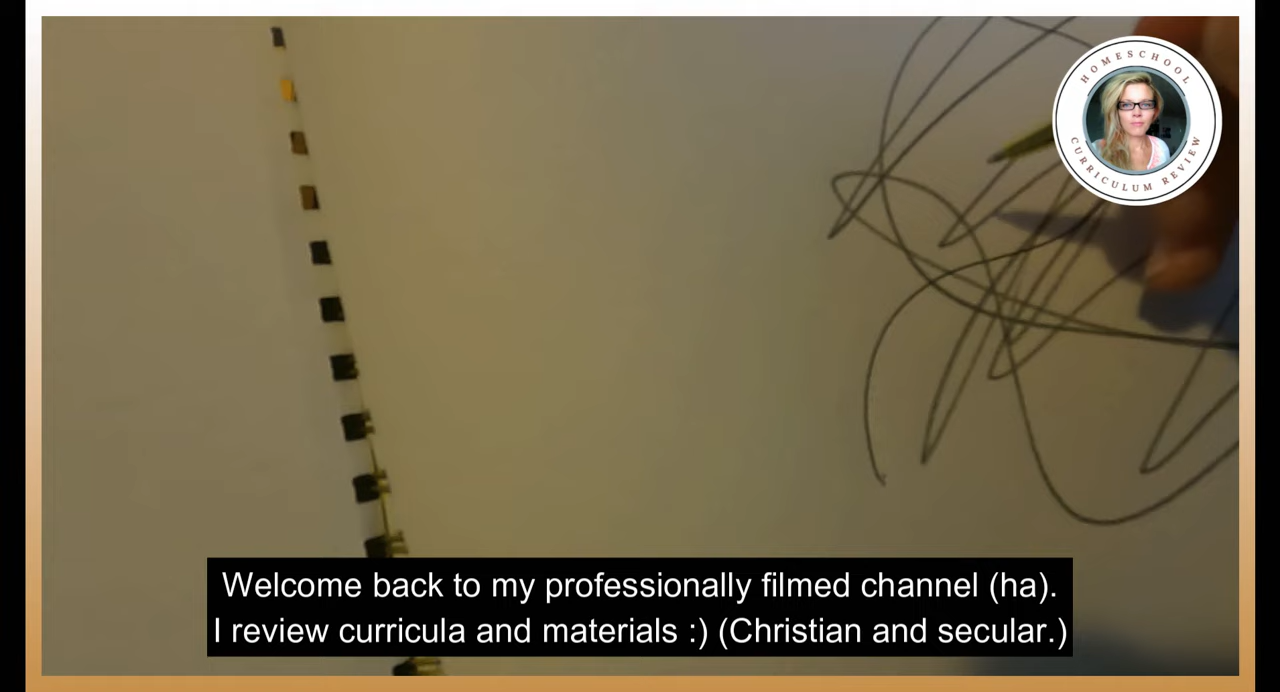 HOMESCHOOL
CURRICULUM REVIEW
Welcome back to my professionally filmed channel (ha).
I review curricula and materials :) (Christian and secular.)